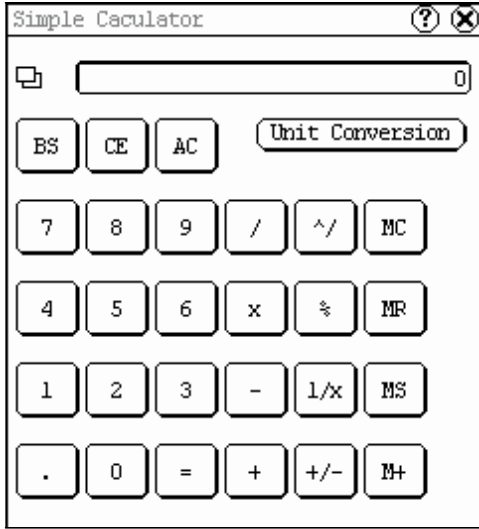 Simple Caculator ? X
0
BS CE AC Unit Conversion
7 8 9 / ^/ MC
4 5 6 x % MR
1 2 3 - 1/x MS
. 0 = + +/- M+